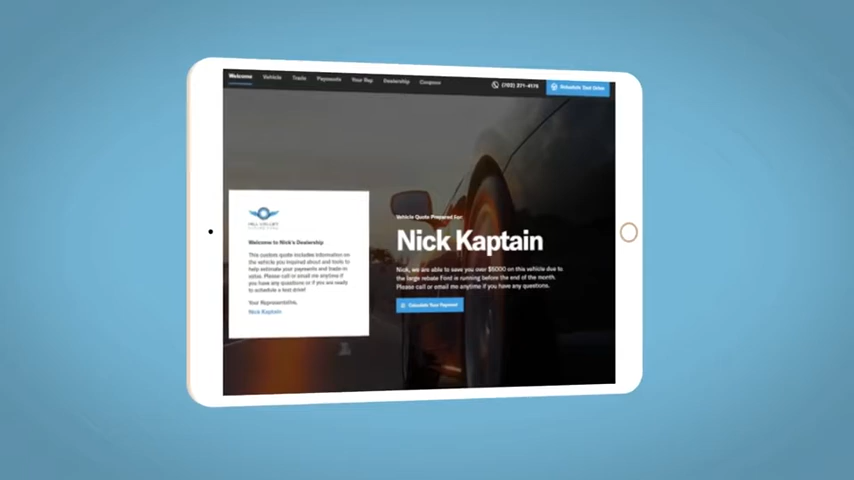 Welcome Vehicle Trade Payments Your Rep Dealership Coupons
(702) 271-4176
Schedule Test Drive
HILL VALLEY
Welcome to Nick's Dealership
This custom quote includes information on
the vehicle you inquired about and tools to
help estimate your payments and trade-in
value. Please call or email me anytime if
you have any questions or if you are ready
to schedule a test drive!
Your Representative,
Nick Kaptain
Vehicle Quote Prepared For:
Nick Kaptain
Nick, we are able to save you over $5000 on this vehicle due to
the large rebate Ford is running before the end of the month.
Please call or email me anytime if you have any questions.
Calculate Your Payment